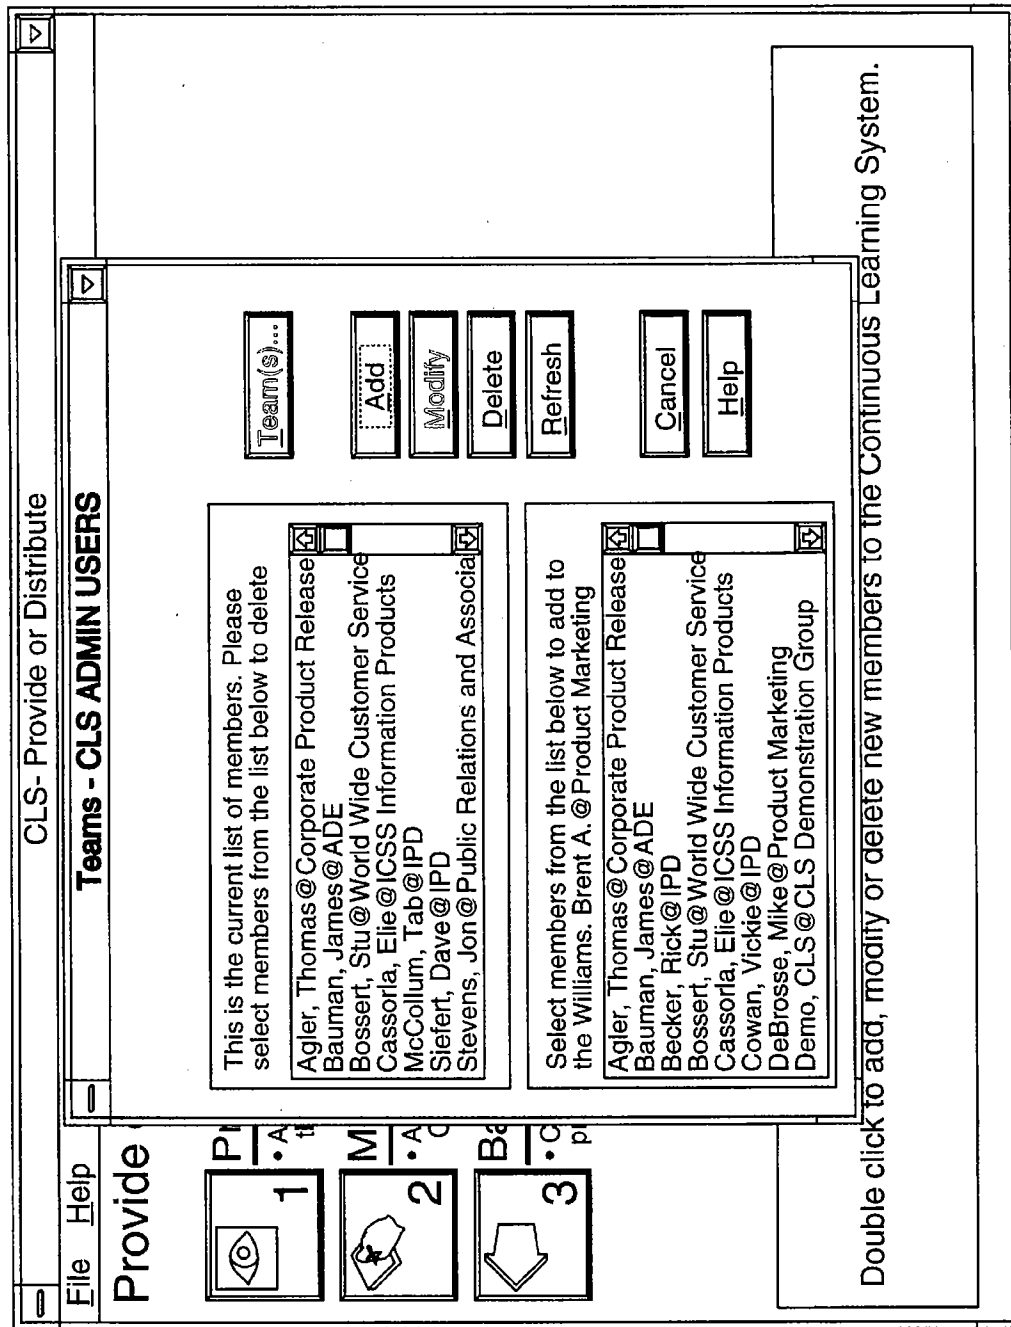 CLS- Provide or Distribute
File Help
Provide
Teams - CLS ADMIN USERS
This is the current list of members. Please
select members from the list below to delete
Agler, Thomas@Corporate Product Release
Bauman, James@ADE
Bossert, Stu@World Wide Customer Service
Cassorla, Elie@ICSS Information Products
McCollum, Tab@IPD
Siefert, Dave@IPD
Stevens, Jon@Public Relations and Associa
Select members from the list below to add to
the Williams. Brent A.@Product Marketing
Agler, Thomas@Corporate Product Release
Bauman, James@ADE
Becker, Rick@IPD
Bossert, Stu@World Wide Customer Service
Cassorla, Elie@ICSS Information Products
Cowan, Vickie@IPD
DeBrosse, Mike@Product Marketing
Demo, CLS@CLS Demonstration Group
Team(s)...
Add
Modify
Delete
Refresh
Cancel
Help
1
Pr
• A
2
M
• A
3
Ba
• C
Double click to add, modify or delete new members to the Continuous Learning System.